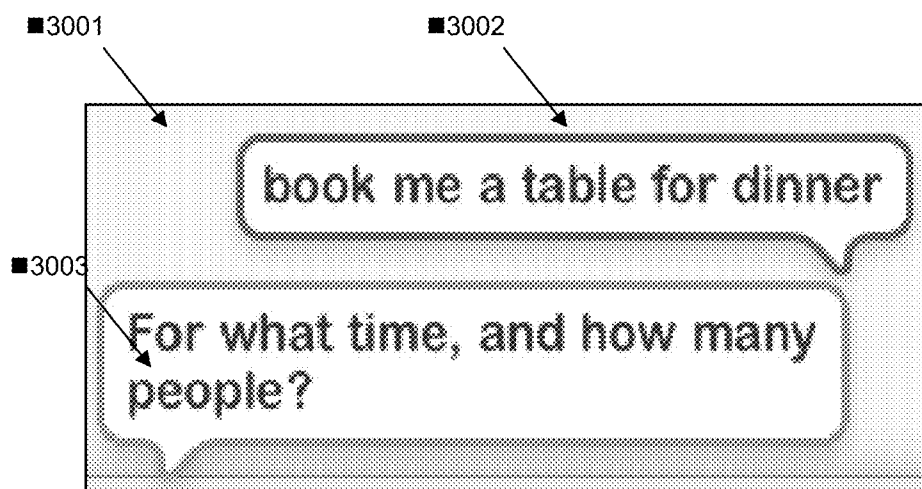 ■3001
■3002
book me a table for dinner
■3003
For what time, and how many
people?